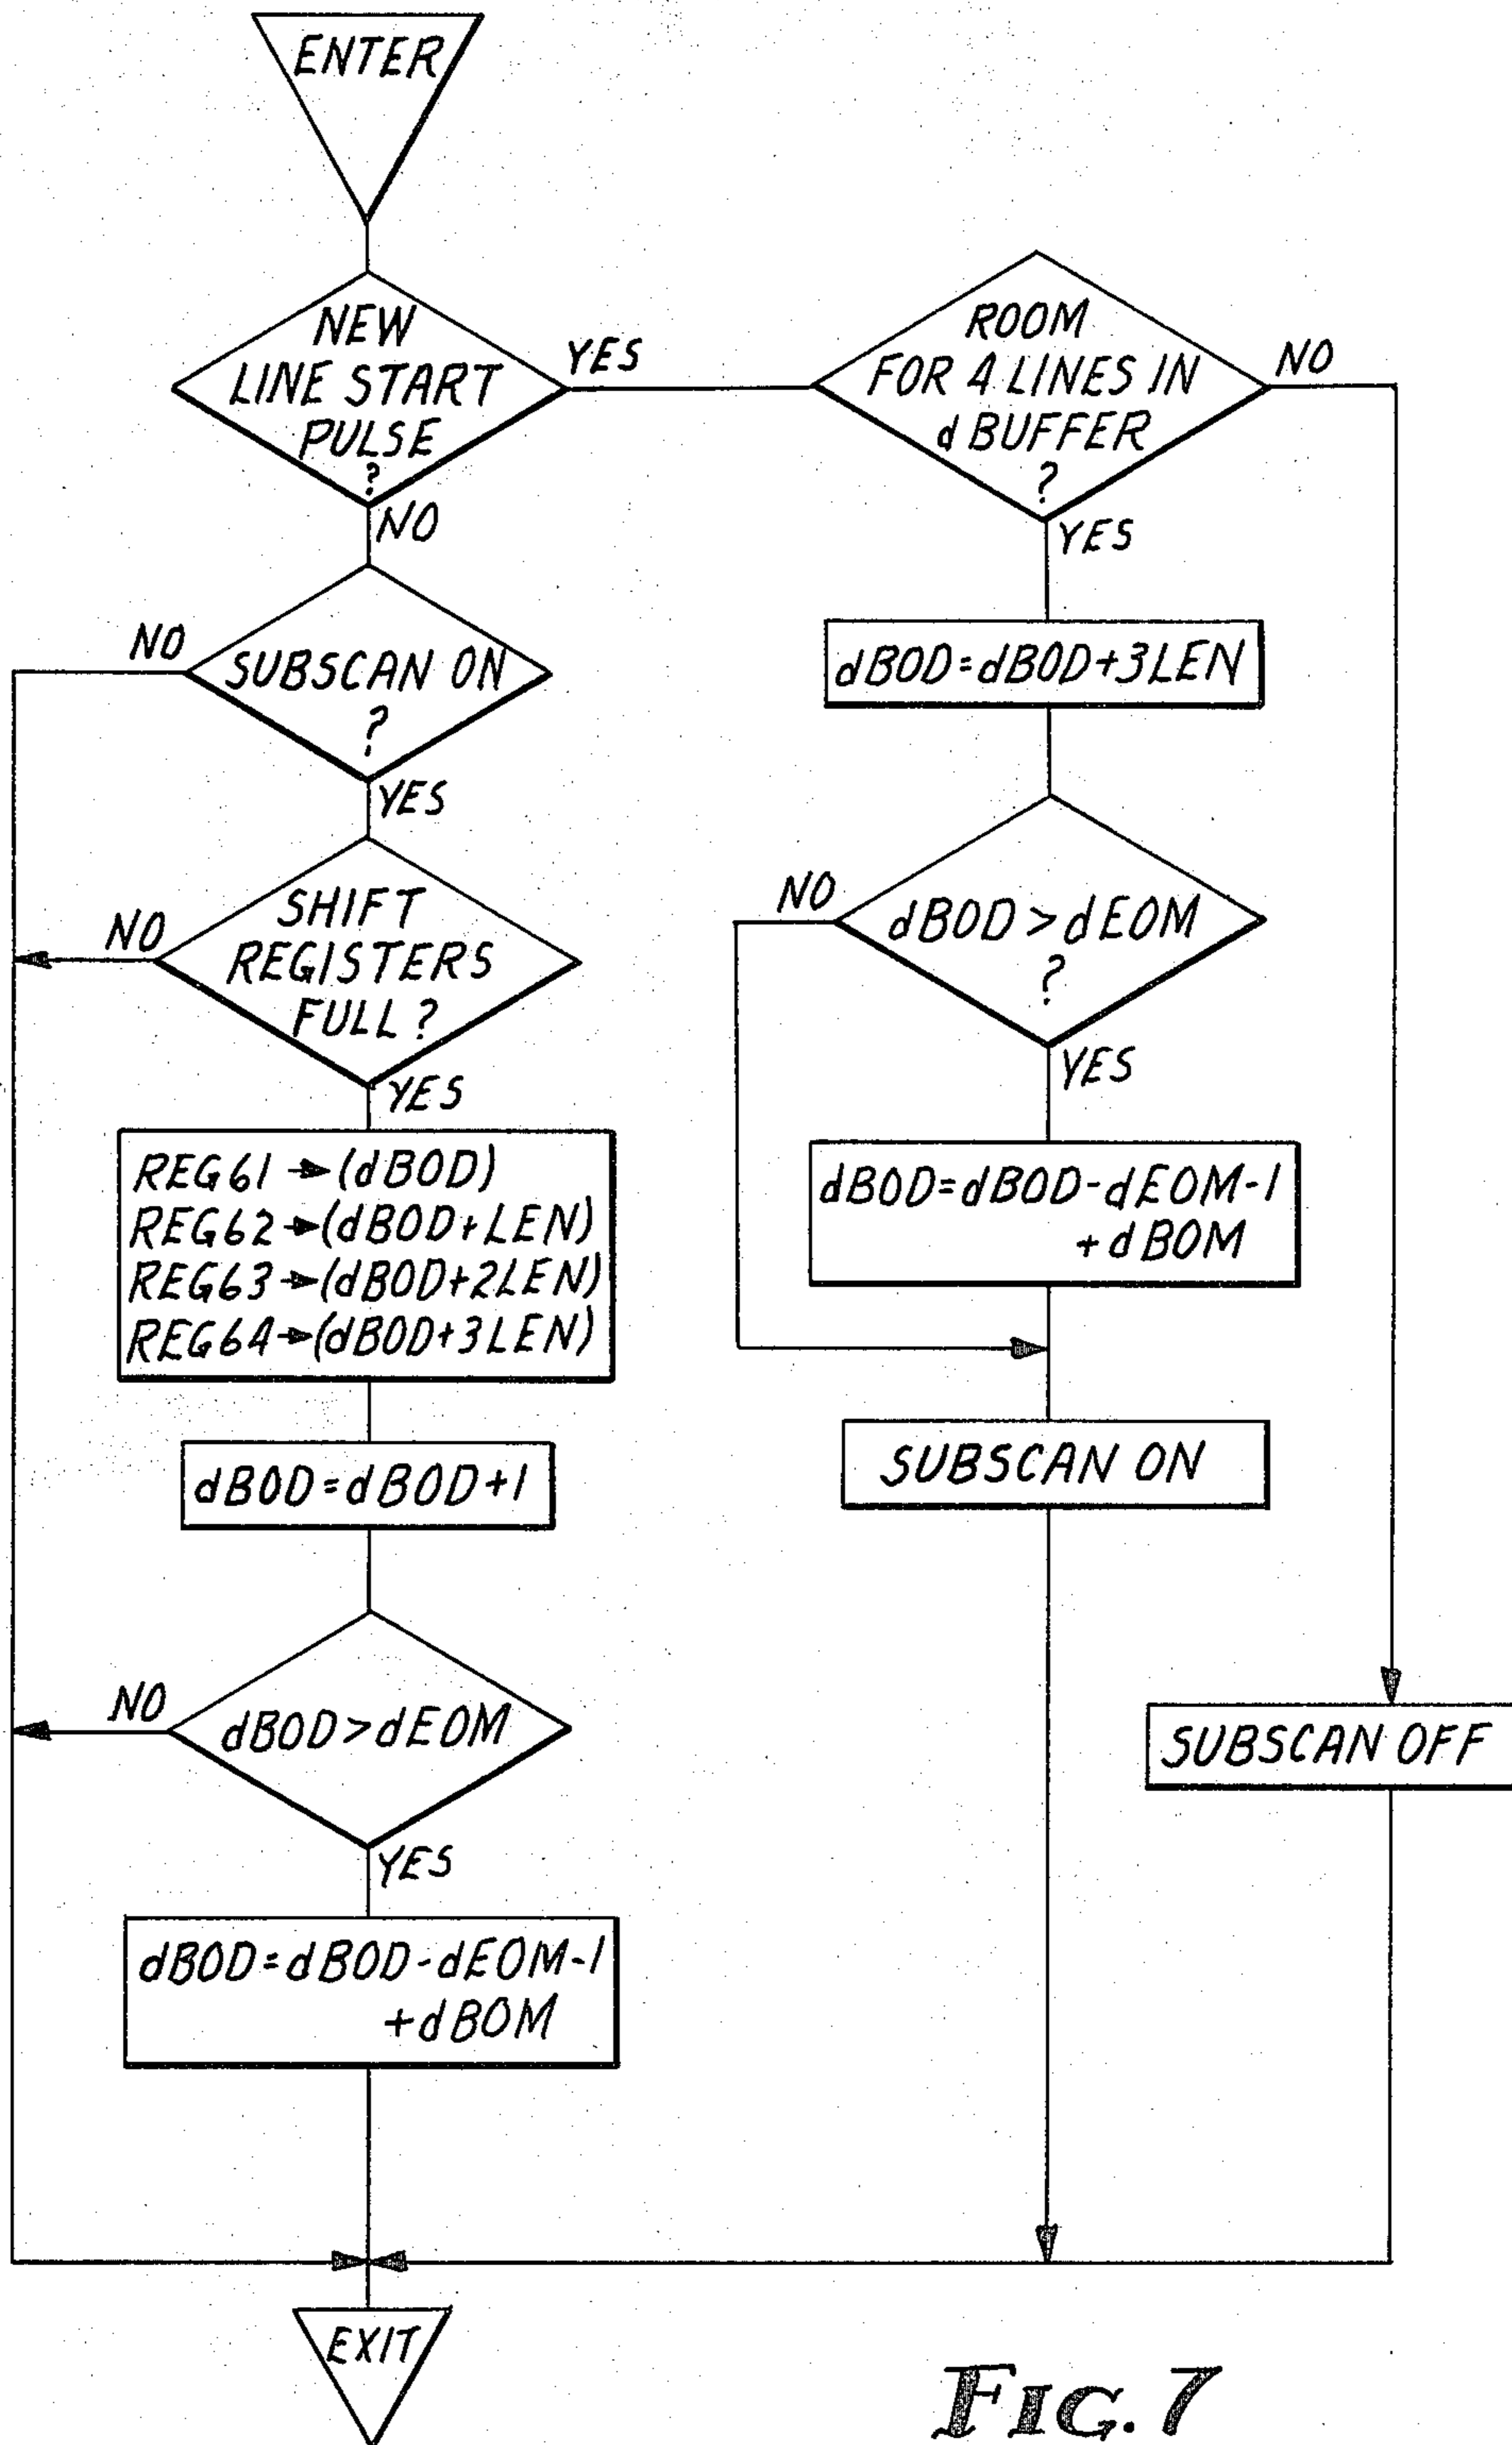 ENTER
NEW
LINE START
PULSE
?
YES
NO
SUBSCAN ON
?
NO
YES
SHIFT
REGISTERS
FULL?
NO
YES
REG61→(dBOD)
REG62→(dBOD+LEN)
REG63→(dBOD+2LEN)
REG64→(dBOD+3LEN)
dBOD=dBOD+1
dBOD>dEOM
NO
YES
dBOD=dBOD-dEOM-1
+dBOM
EXIT
ROOM
FOR 4 LINES IN
d BUFFER
?
NO
YES
dBOD=dBOD+3LEN
dBOD>dEOM
?
NO
YES
dBOD=dBOD-dEOM-1
+dBOM
SUBSCAN ON
SUBSCAN OFF
FIG. 7